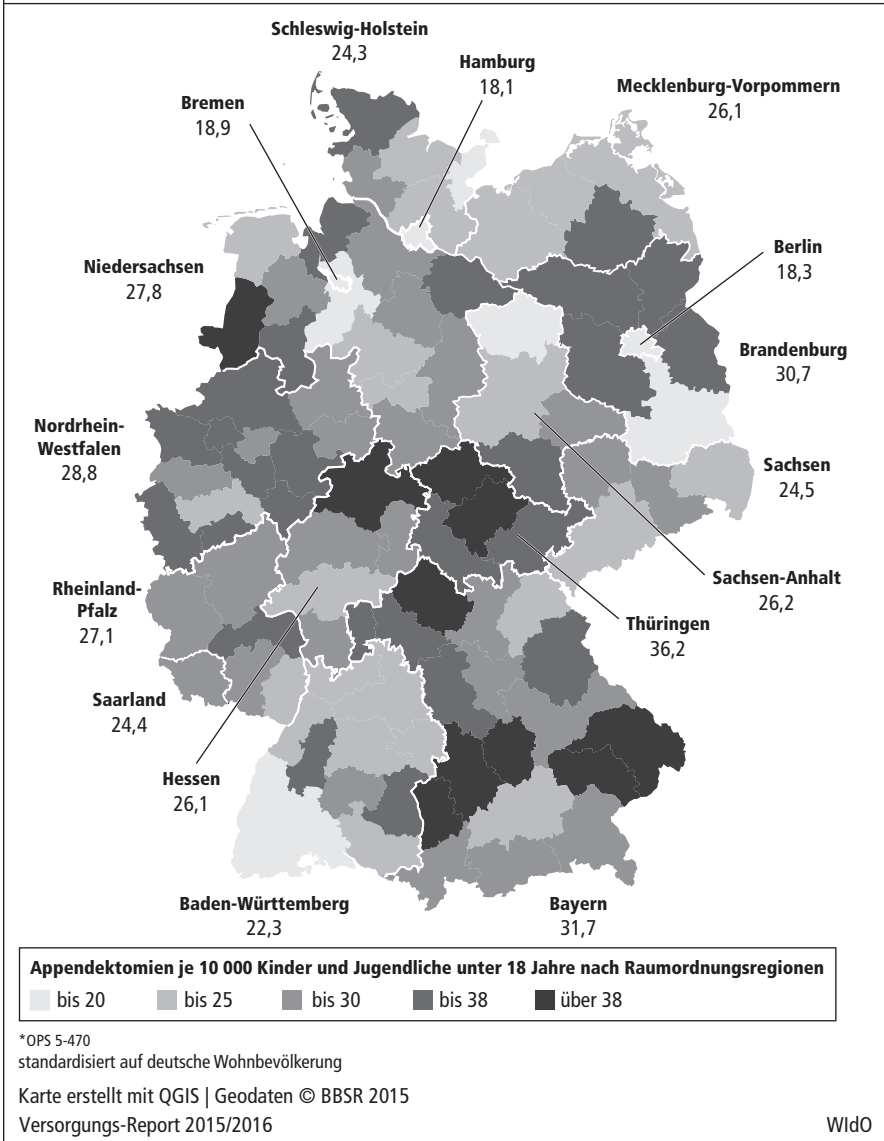 Schleswig-Holstein
24,3
Hamburg
18,1
Mecklenburg-Vorpommern
26,1
Bremen
18,9
Berlin
18,3
Niedersachsen
27,8
Brandenburg
30,7
Nordrhein-
Westfalen
28,8
Sachsen
24,5
Sachsen-Anhalt
26,2
Rheinland-
Pfalz
27,1
Thüringen
36,2
Saarland
24,4
Hessen
26,1
Baden-Württemberg
22,3
Bayern
31,7
Appendektomien je 10 000 Kinder und Jugendliche unter 18 Jahre nach Raumordnungsregionen
bis 20 bis 25 bis 30 bis 38 über 38
*OPS 5-470
standardisiert auf deutsche Wohnbevölkerung
Karte erstellt mit QGIS | Geodaten © BBSR 2015
Versorgungs-Report 2015/2016 WIdO